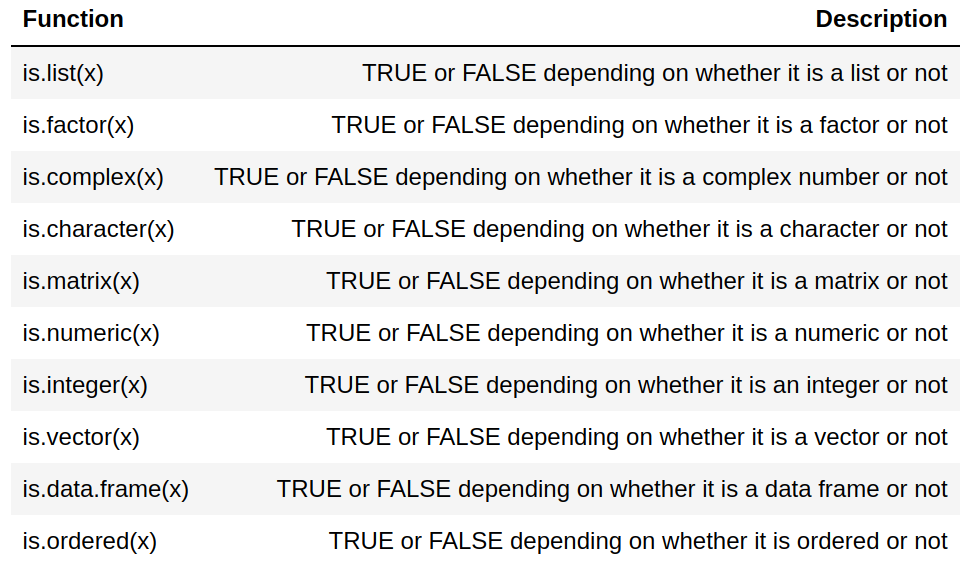 Function Description
is.list(x) TRUE or FALSE depending on whether it is a list or not
is.factor(x) TRUE or FALSE depending on whether it is a factor or not
is.complex(x) TRUE or FALSE depending on whether it is a complex number or not
is.character(x) TRUE or FALSE depending on whether it is a character or not
is.matrix(x) TRUE or FALSE depending on whether it is a matrix or not
is.numeric(x) TRUE or FALSE depending on whether it is a numeric or not
is.integer(x) TRUE or FALSE depending on whether it is an integer or not
is.vector(x) TRUE or FALSE depending on whether it is a vector or not
is.data.frame(x) TRUE or FALSE depending on whether it is a data frame or not
is.ordered(x) TRUE or FALSE depending on whether it is ordered or not